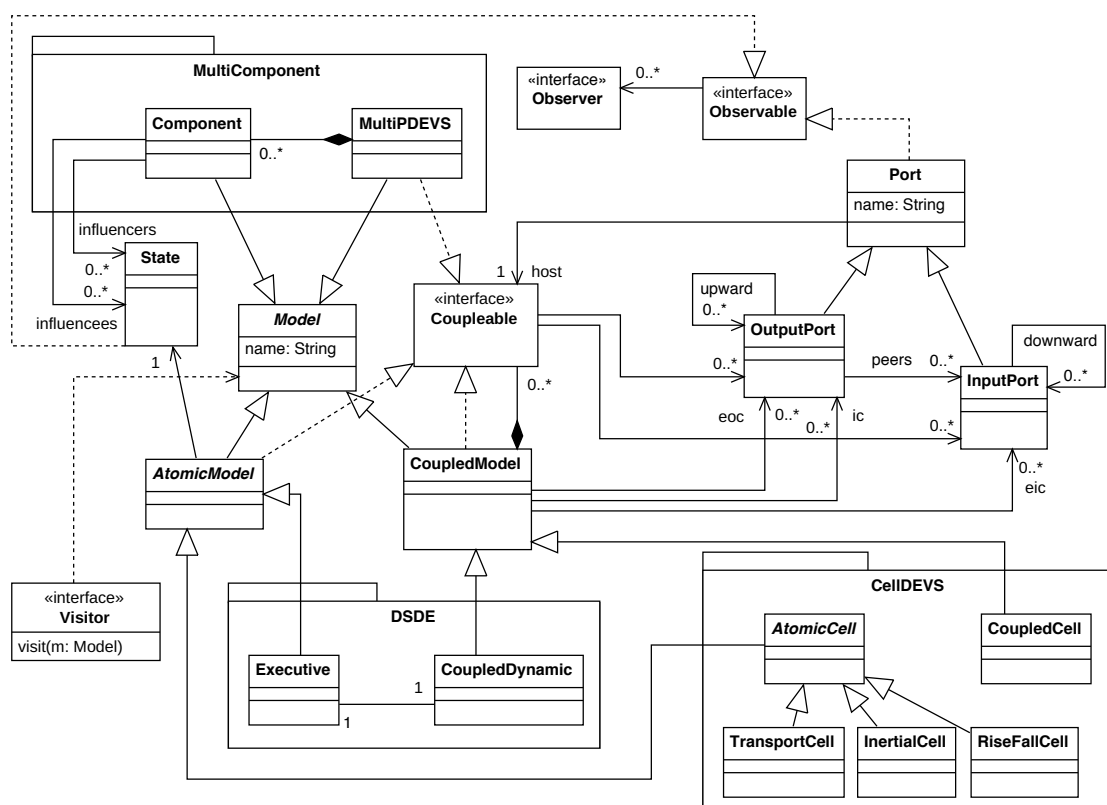 MultiComponent
Component
MultiPDEVS
0..*
«interface»
Observer
0..*
«interface»
Observable
Port
name: String
influencers
0..*
State
0..*
influencees
1
1
host
«interface»
Coupleable
Model
name: String
upward
0..*
OutputPort
0..*
peers
0..*
downward
0..*
InputPort
0..*
0..*
eoc
0..*
ic
0..*
0..*
eic
AtomicModel
CoupledModel
«interface»
Visitor
visit(m: Model)
DSDE
Executive
CoupledDynamic
1
1
CellDEVS
AtomicCell
CoupledCell
TransportCell
InertialCell
RiseFallCell